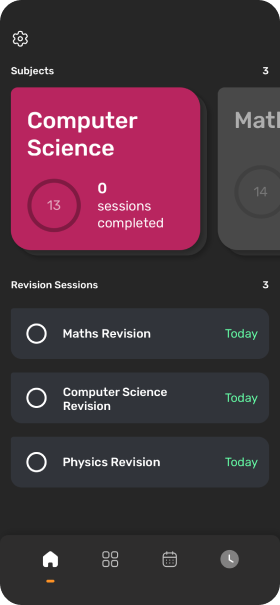 Subjects 3
Computer
Science
13
0
sessions
completed
14
Revision Sessions 3
Maths Revision Today
Computer Science
Revision
Today
Physics Revision Today